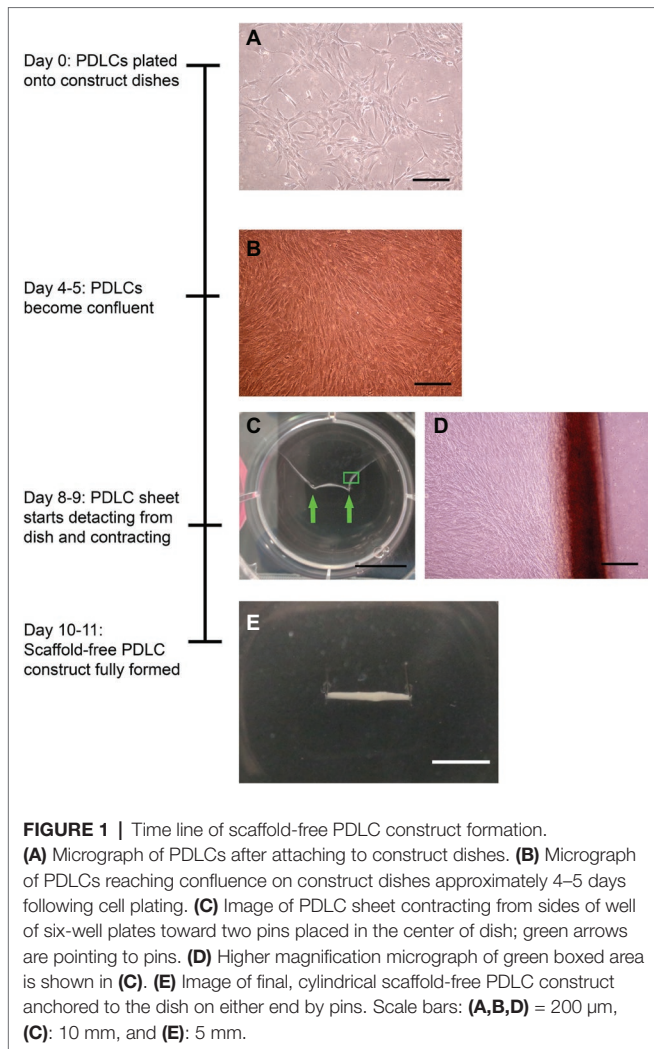 A
Day 0: PDLCs plated
onto construct dishes
B
Day 4-5: PDLCs
become confluent
C
D
Day 8-9: PDLC sheet
starts detacting from
dish and contracting
Day 10-11:
Scaffold-free PDLC
construct fully formed
E
FIGURE 1 | Time line of scaffold-free PDLC construct formation.
(A) Micrograph of PDLCs after attaching to construct dishes. (B) Micrograph
of PDLCs reaching confluence on construct dishes approximately 4–5 days
following cell plating. (C) Image of PDLC sheet contracting from sides of well
of six-well plates toward two pins placed in the center of dish; green arrows
are pointing to pins. (D) Higher magnification micrograph of green boxed area
is shown in (C). (E) Image of final, cylindrical scaffold-free PDLC construct
anchored to the dish on either end by pins. Scale bars: (A,B,D) = 200 μm,
(C): 10 mm, and (E): 5 mm.